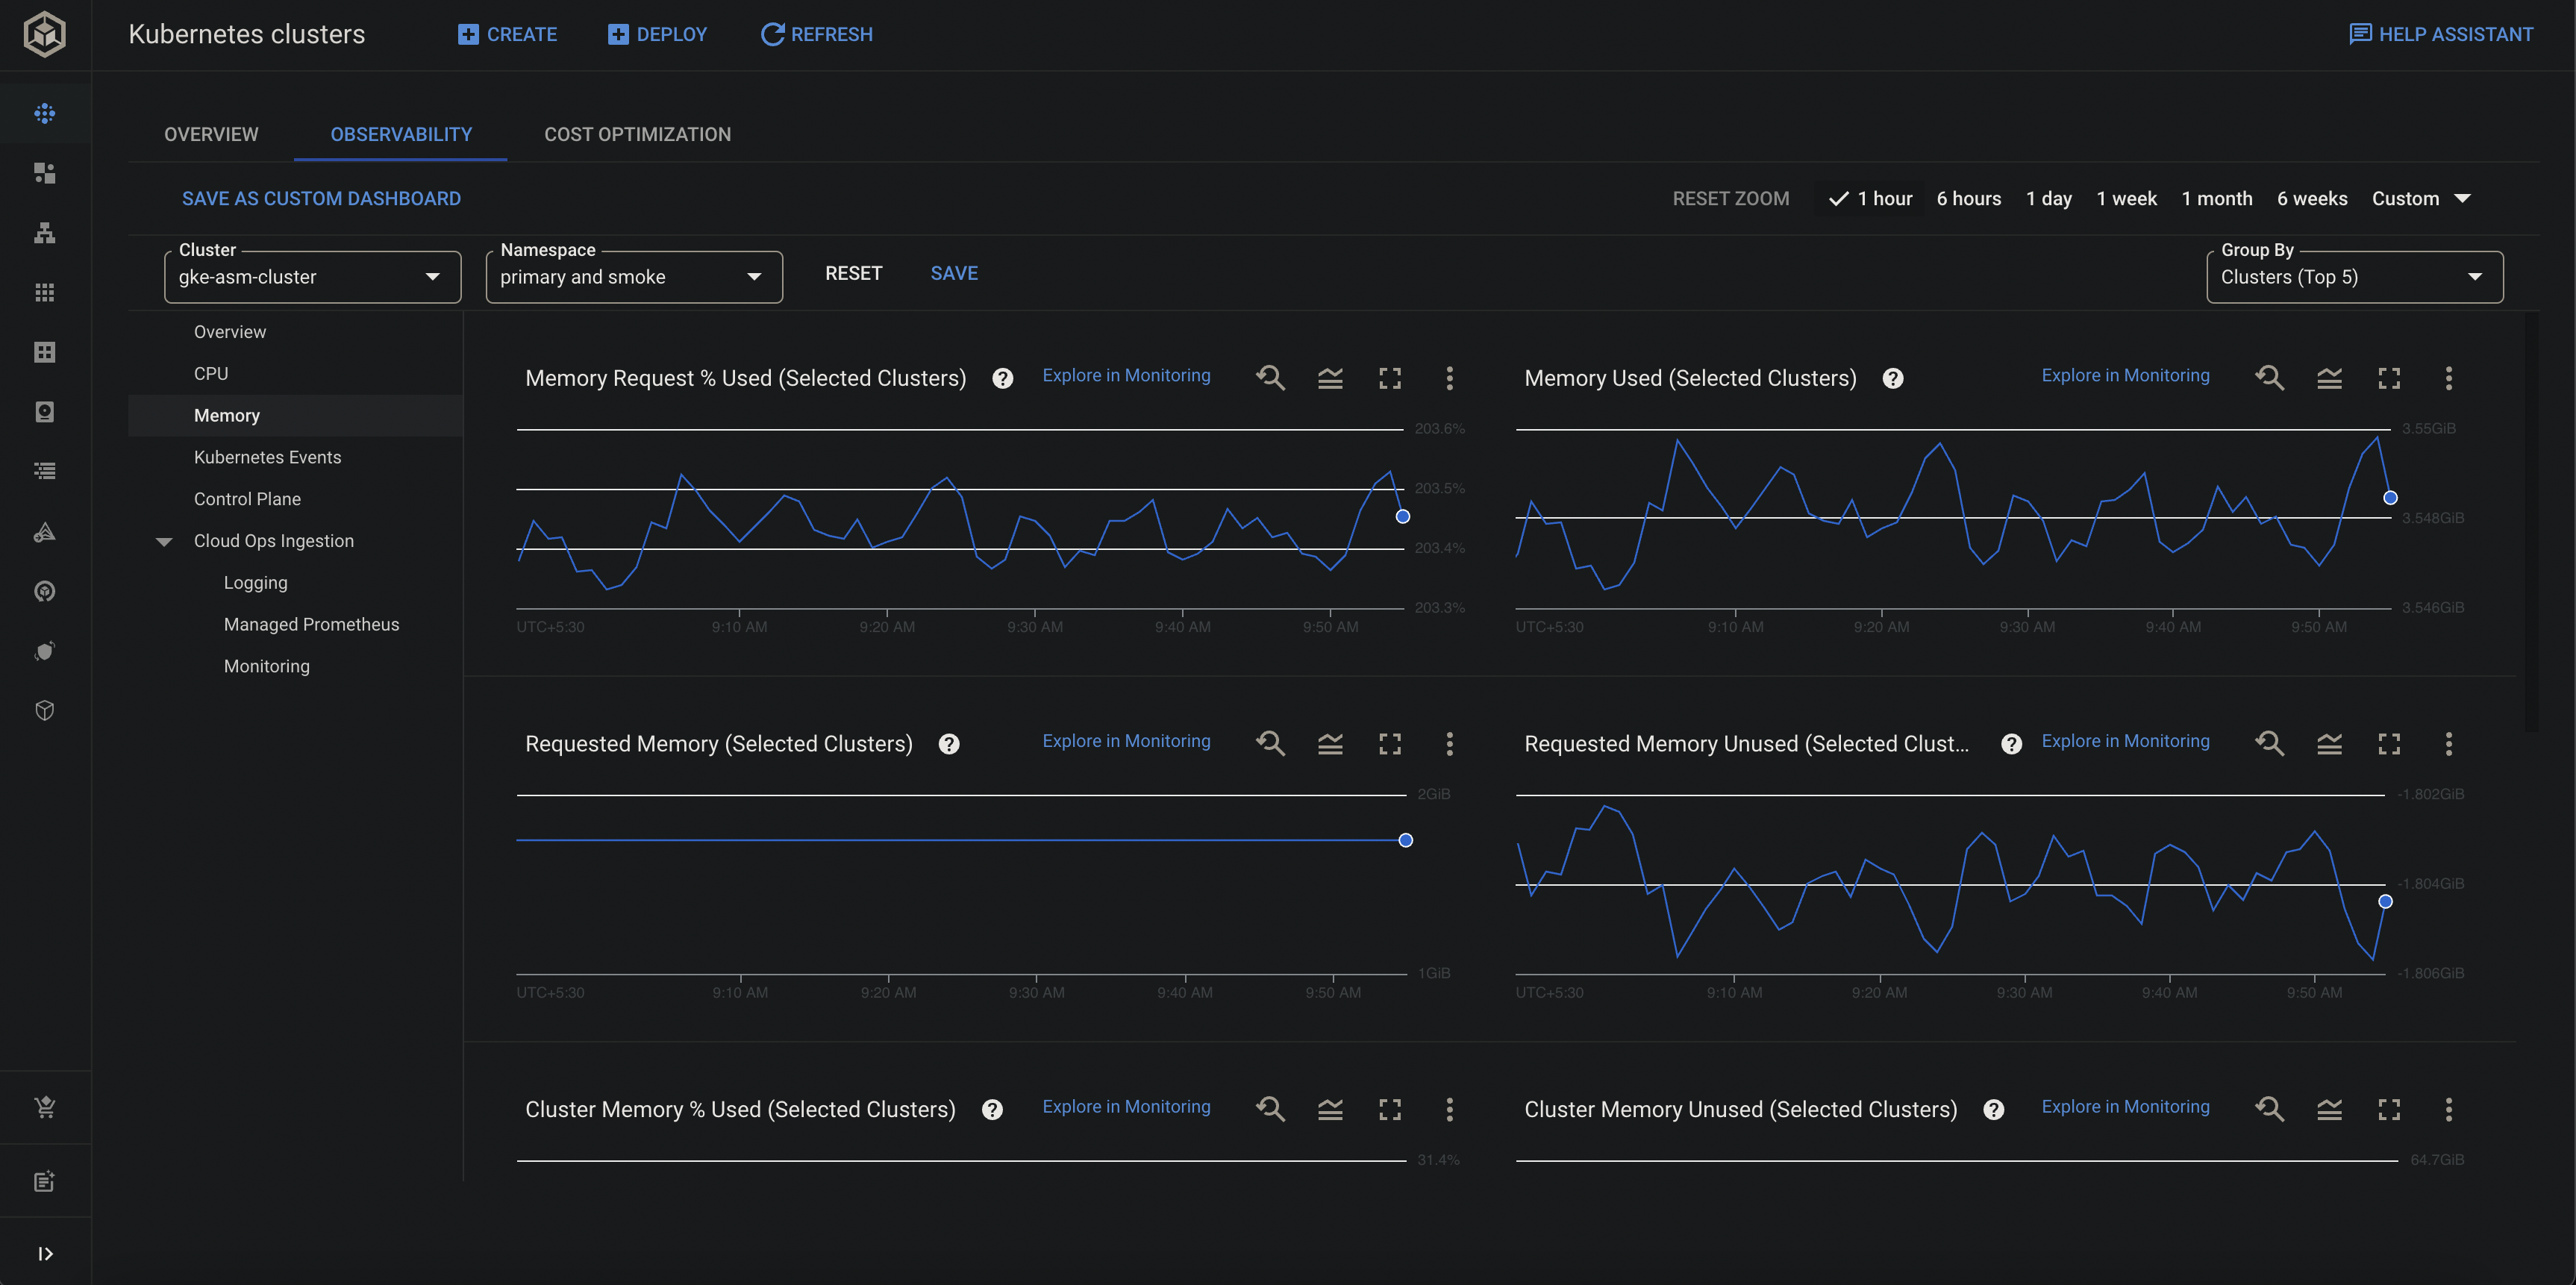 Kubernetes clusters
CREATE
DEPLOY
REFRESH
HELP ASSISTANT
OVERVIEW
OBSERVABILITY
COST OPTIMIZATION
SAVE AS CUSTOM DASHBOARD
RESET ZOOM
1 hour
6 hours
1 day
1 week
1 month
6 weeks
Custom
Cluster
gke-asm-cluster
Namespace
primary and smoke
RESET
SAVE
Group By
Clusters (Top 5)
Overview
CPU
Memory
Kubernetes Events
Control Plane
Cloud Ops Ingestion
Logging
Managed Prometheus
Monitoring
Memory Request % Used (Selected Clusters)
Explore in Monitoring
203.6%
203.5%
203.4%
203.3%
UTC+5:30
9:10 AM
9:20 AM
9:30 AM
9:40 AM
9:50 AM
Memory Used (Selected Clusters)
Explore in Monitoring
3.55GiB
3.548GiB
3.546GiB
UTC+5:30
9:10 AM
9:20 AM
9:30 AM
9:40 AM
9:50 AM
Requested Memory (Selected Clusters)
Explore in Monitoring
2GiB
1GiB
UTC+5:30
9:10 AM
9:20 AM
9:30 AM
9:40 AM
9:50 AM
Requested Memory Unused (Selected Clust...
Explore in Monitoring
-1.802GiB
-1.804GiB
-1.806GiB
UTC+5:30
9:10 AM
9:20 AM
9:30 AM
9:40 AM
9:50 AM
Cluster Memory % Used (Selected Clusters)
Explore in Monitoring
31.4%
Cluster Memory Unused (Selected Clusters)
Explore in Monitoring
64.7GiB